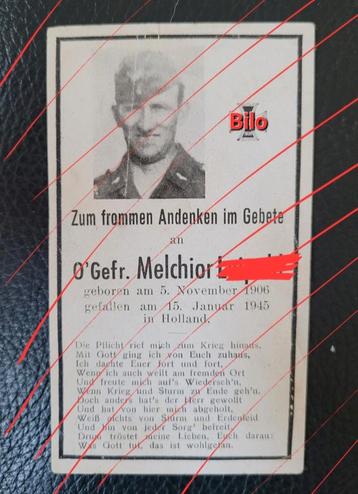 Bilo
Zum frommen Andenken im Gebete
an
O'Gefr. Melchior
geboren am 5. November 1906
gefallen am 15. Januar 1945
in Holland.
Die Pflicht rief mich zum Krieg hinaus,
Mit Gott ging ich von Euch zuhaus,
Ich dachte Euer fort und fort,
Wenn ich auch weilt am fremden Ort
Und freute mich auf's Wiederseh'n,
Wenn Krieg und Sturm zu Ende geh'n.
Doch anders hat's der Herr gewollt
Und hat von hier mich abgeholt,
Weiß nichts von Sturm und Erdenleid
Und bin von jeder Sorg' befreit.
Drum tröstet meine Lieben, Euch daran:
Was Gott tut, das ist wohlgetan.